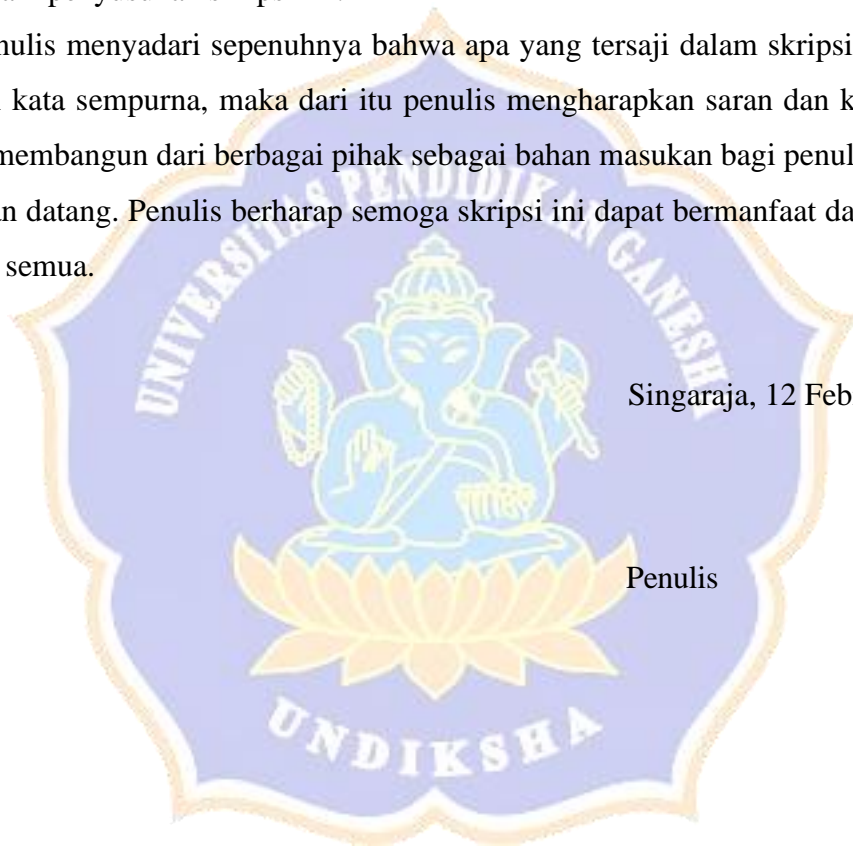 nulis menyadari sepenuhnya bahwa apa yang tersaji dalam skripsi
kata sempurna, maka dari itu penulis mengharapkan saran dan k
membangun dari berbagai pihak sebagai bahan masukan bagi penul
n datang. Penulis berharap semoga skripsi ini dapat bermanfaat da
semua.
UNIVERSITAS PENDIDIKAN GANESHA
Singaraja, 12 Feb
Penulis
UNDIKSHA